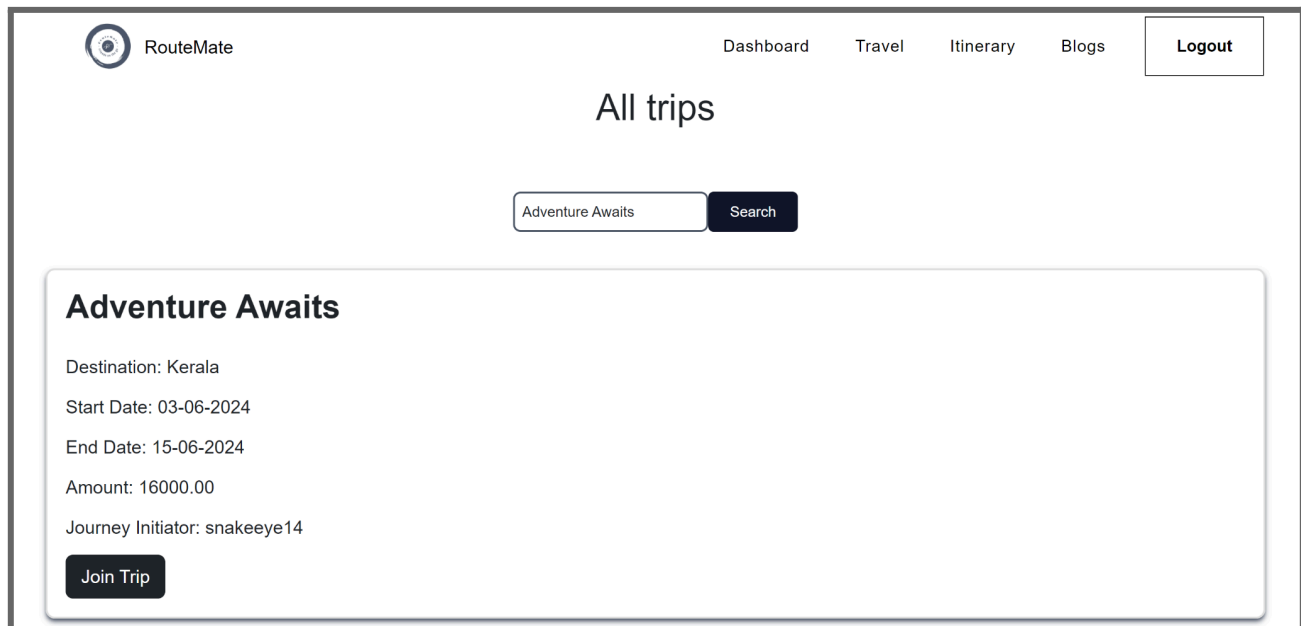 RouteMate
Dashboard Travel Itinerary Blogs Logout
All trips
Adventure Awaits Search
Adventure Awaits
Destination: Kerala
Start Date: 03-06-2024
End Date: 15-06-2024
Amount: 16000.00
Journey Initiator: snakeeye14
Join Trip